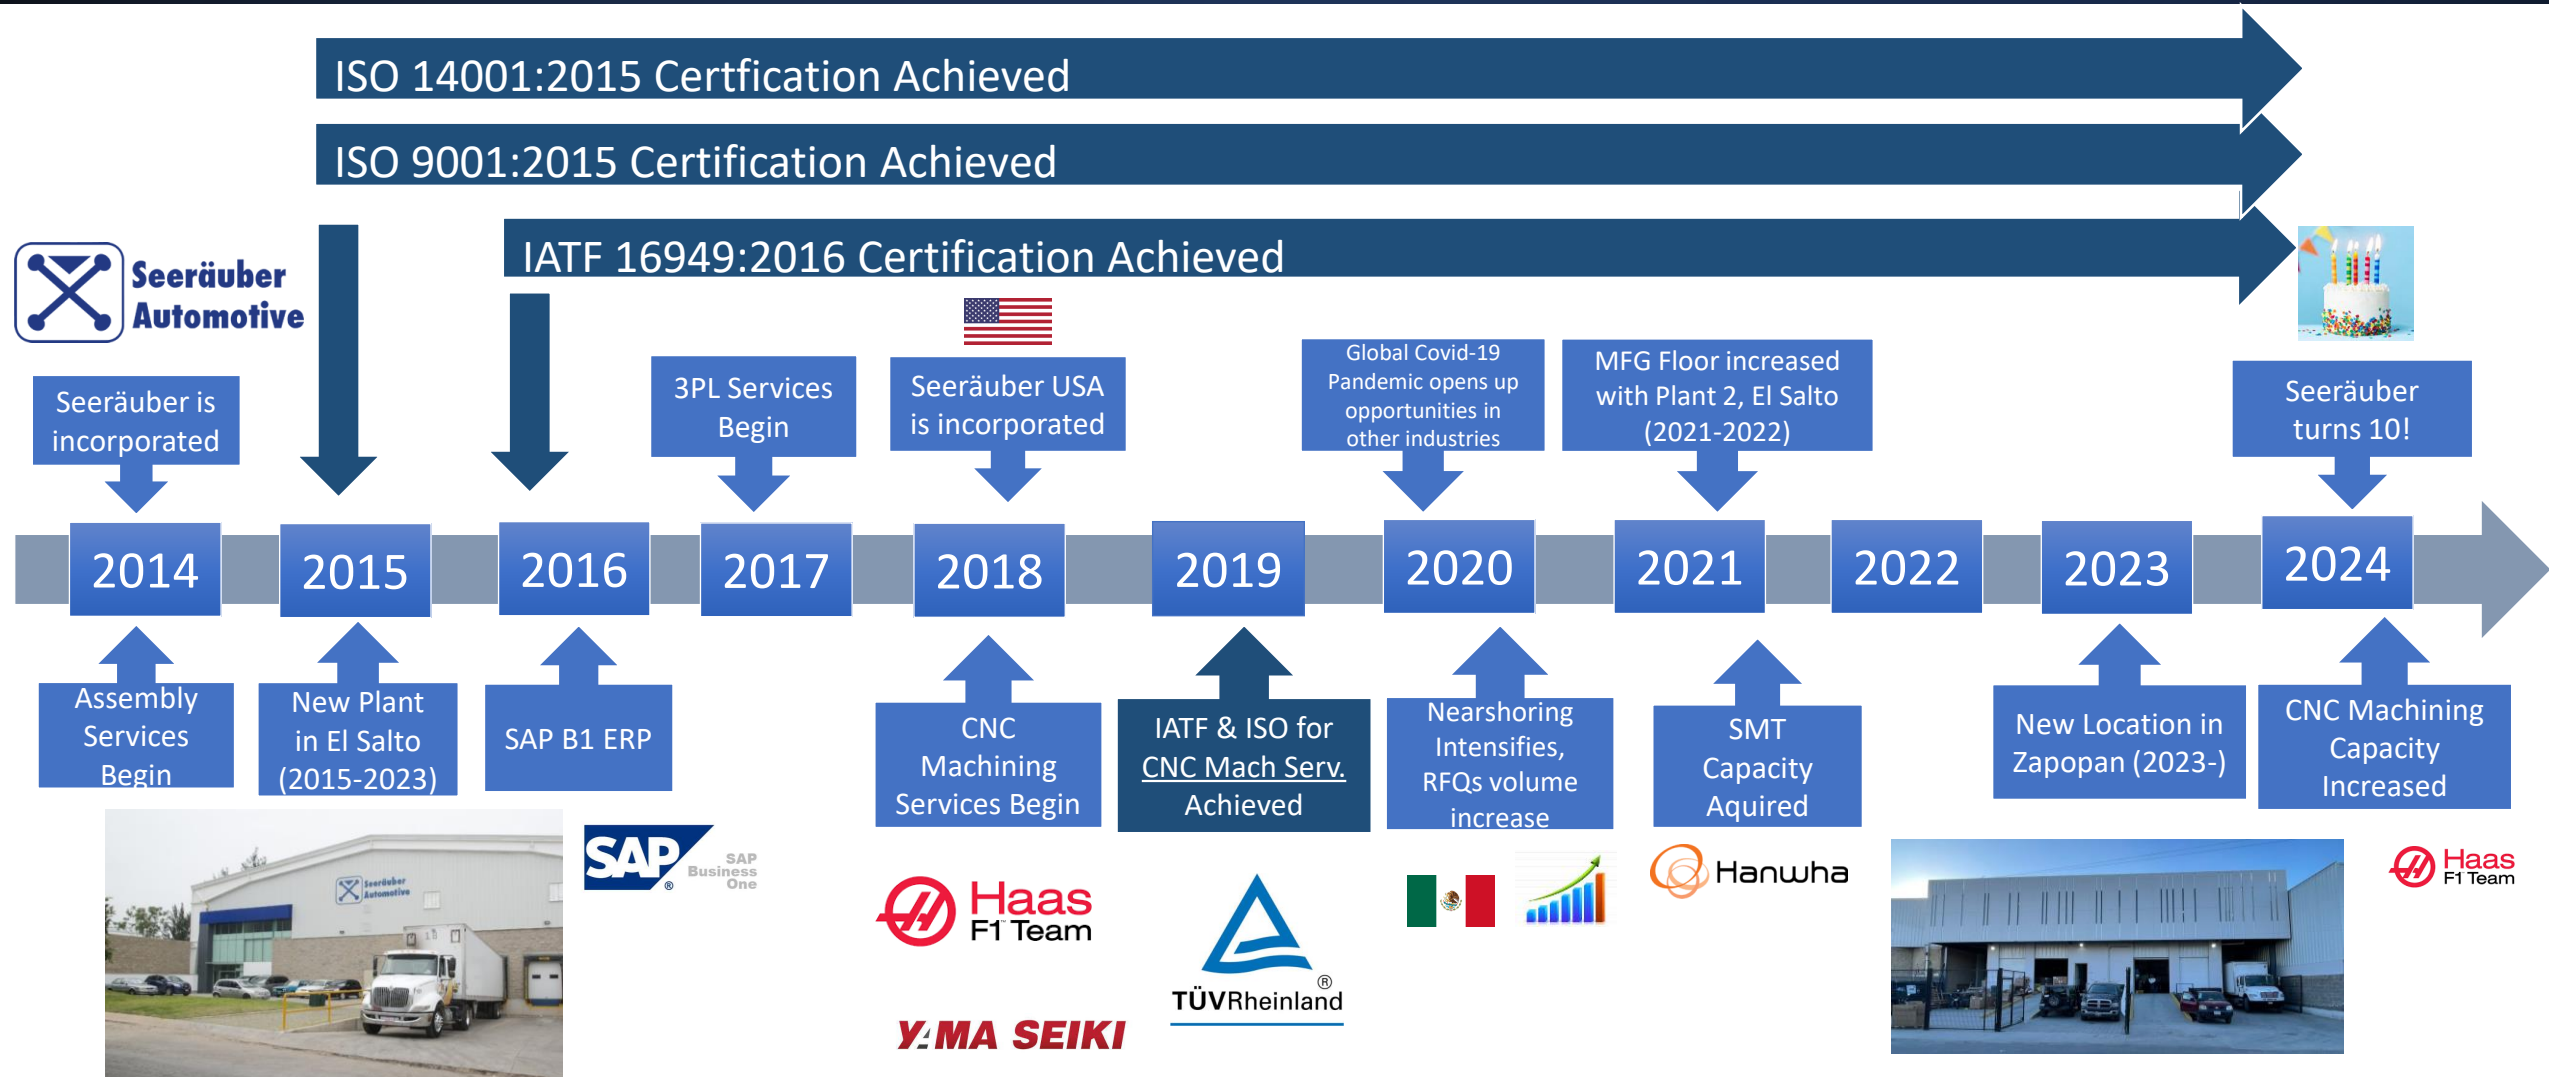 ISO 14001:2015 Certfication Achieved
ISO 9001:2015 Certification Achieved
IATF 16949:2016 Certification Achieved
Seeräuber
Automotive
Seeräuber is
incorporated
3PL Services
Begin
Seeräuber USA
is incorporated
Global Covid-19
Pandemic opens up
opportunities in
other industries
MFG Floor increased
with Plant 2, El Salto
(2021-2022)
Seeräuber
turns 10!
2014
2015
2016
2017
2018
2019
2020
2021
2022
2023
2024
Assembly
Services
Begin
New Plant
in El Salto
(2015-2023)
SAP B1 ERP
CNC
Machining
Services Begin
IATF & ISO for
CNC Mach Serv.
Achieved
Nearshoring
Intensifies,
RFQs volume
increase
SMT
Capacity
Aquired
New Location in
Zapopan (2023-)
CNC Machining
Capacity
Increased
Seeräuber
Automotive
SAP®
SAP
Business
One
Haas
F1 Team
YAMA SEIKI
TÜVRheinland®
Hanwha
Haas
F1 Team